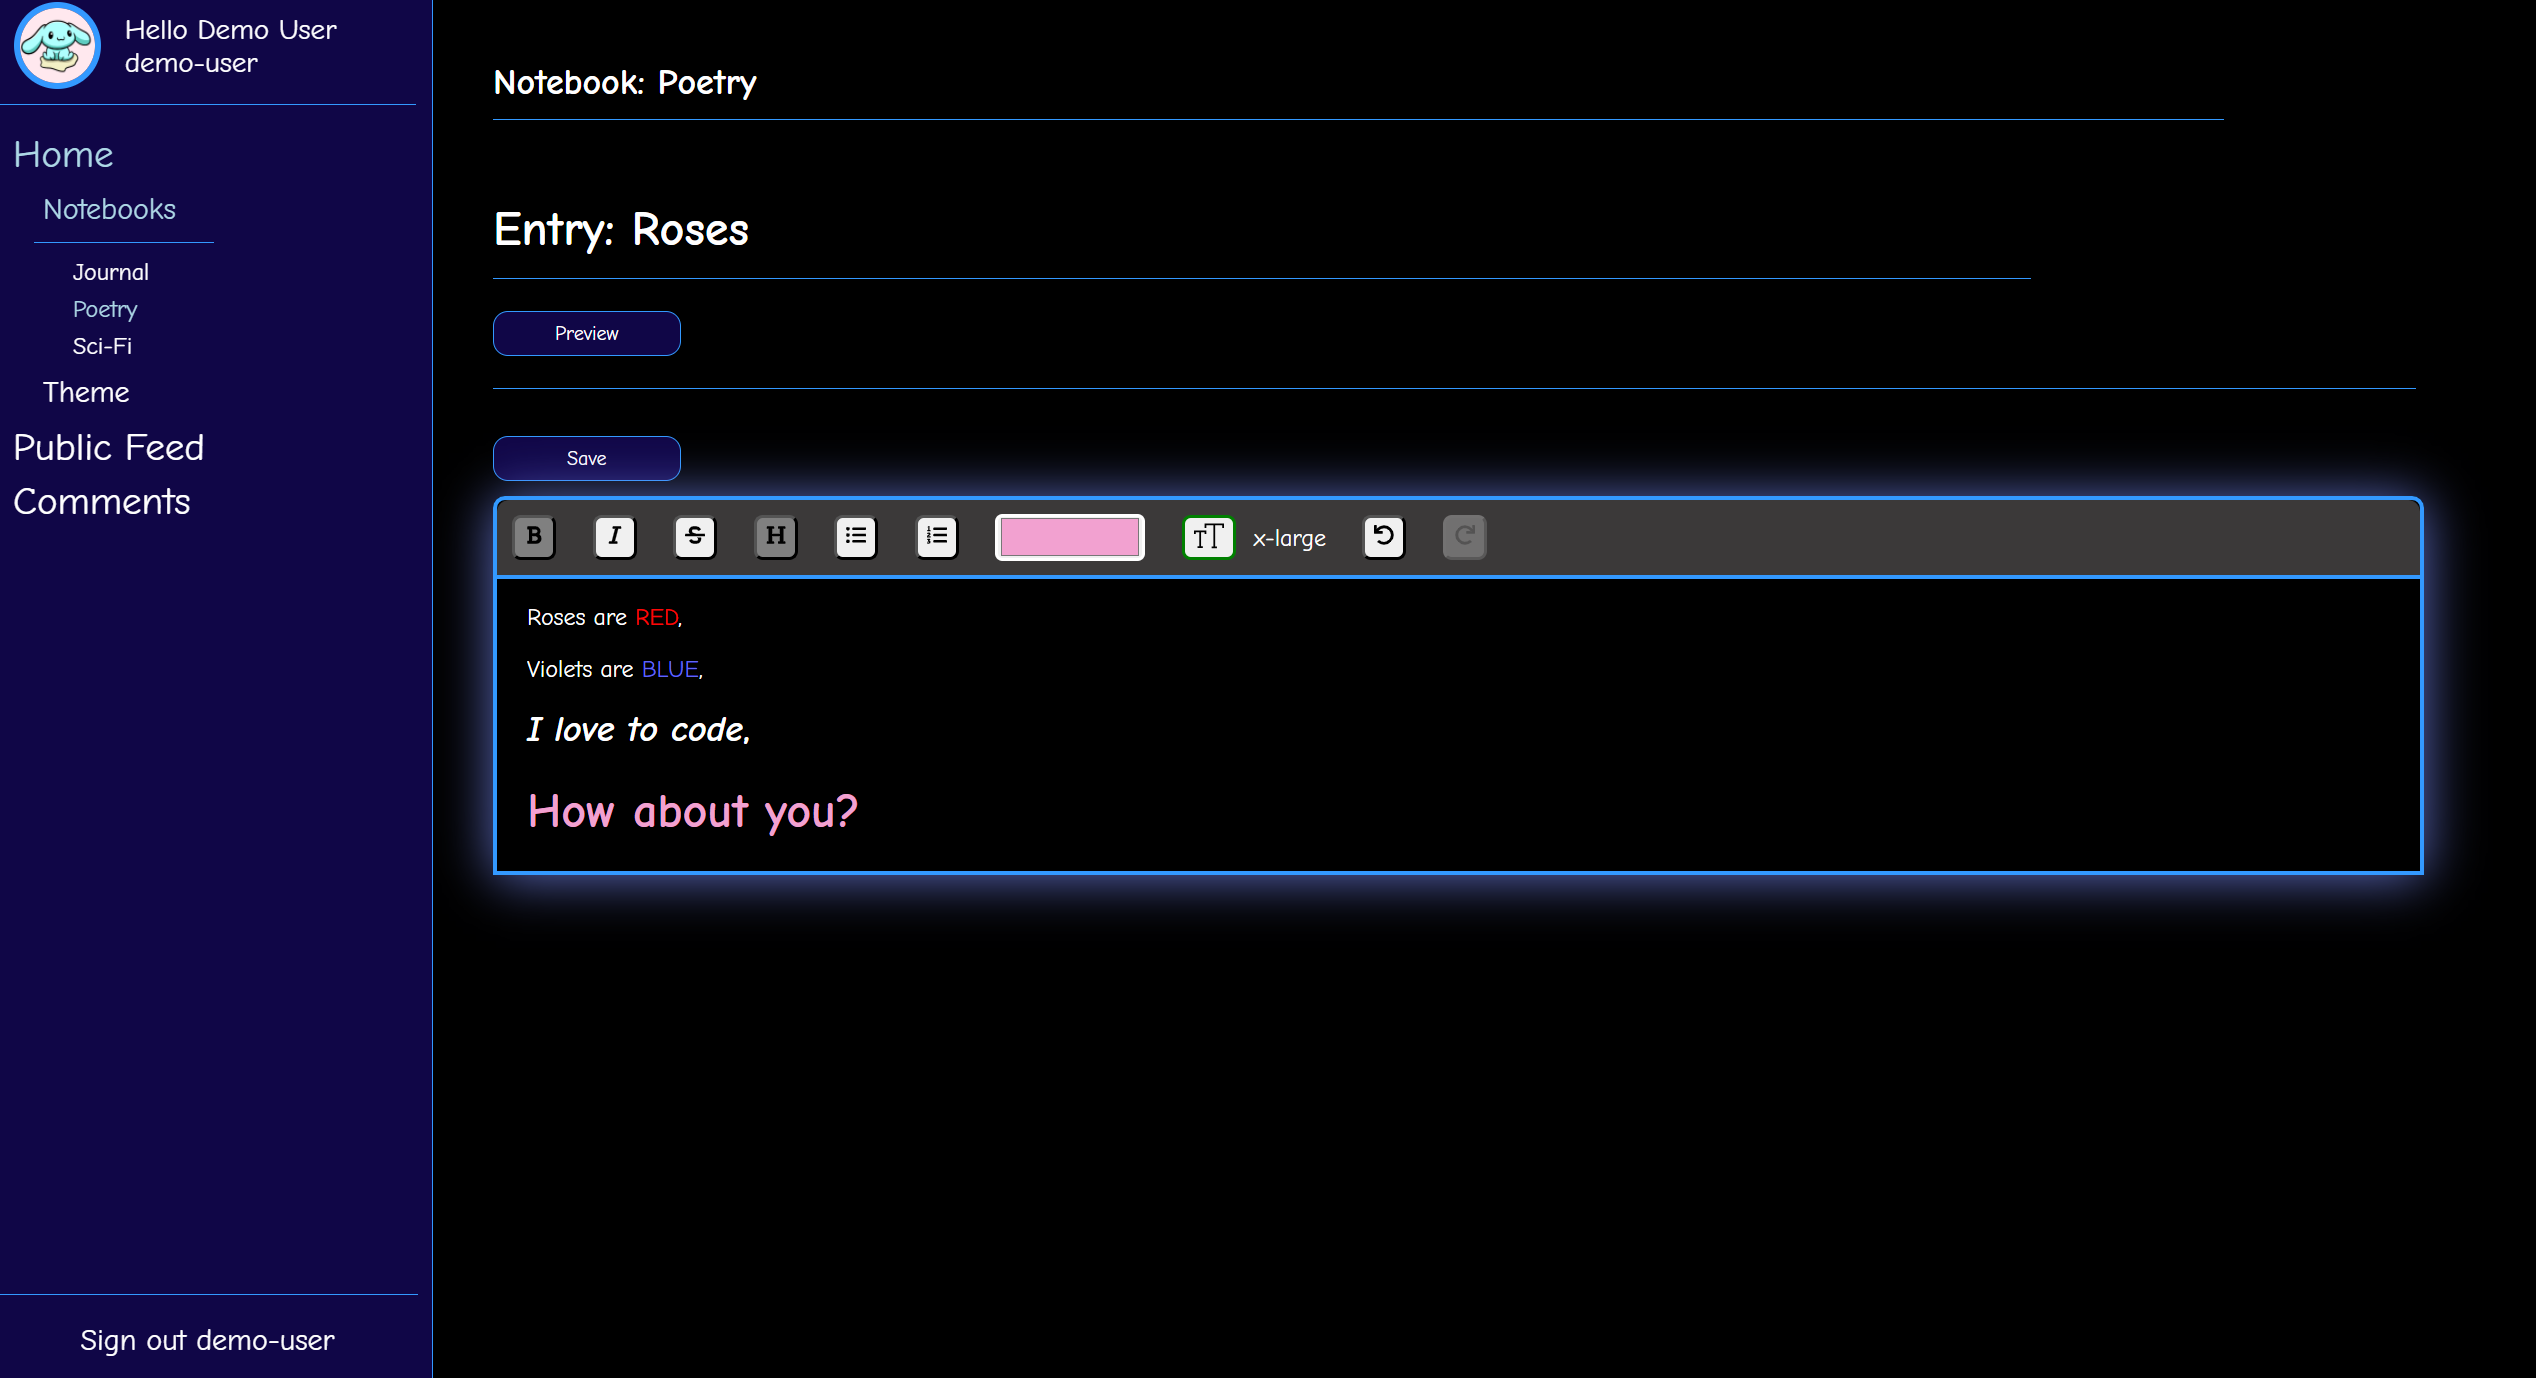 Hello Demo User
demo-user
Home
Notebooks
Journal
Poetry
Sci-Fi
Theme
Public Feed
Comments
Sign out demo-user
Notebook: Poetry
Entry: Roses
Preview
Save
B I S H TT x-large
Roses are RED,
Violets are BLUE,
I love to code,
How about you?